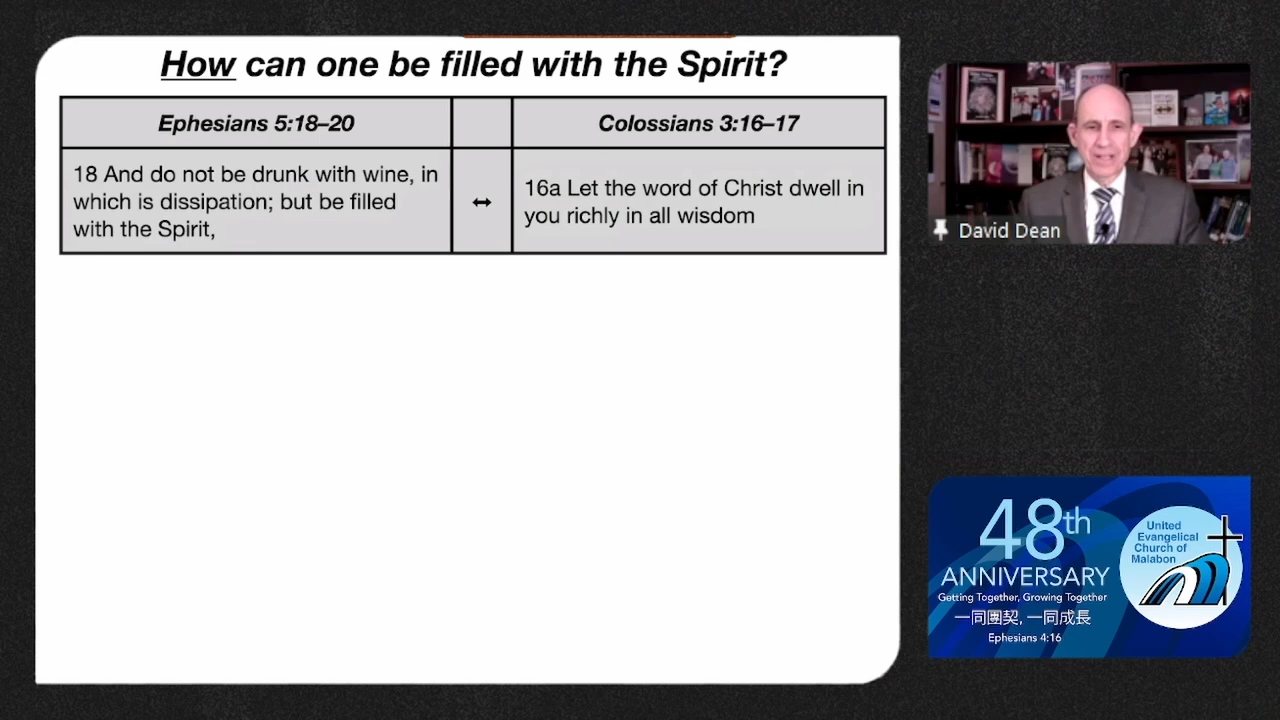 How can one be filled with the Spirit?
Ephesians 5:18–20
Colossians 3:16–17
18 And do not be drunk with wine, in
which is dissipation; but be filled
with the Spirit,
↔
16a Let the word of Christ dwell in
you richly in all wisdom
David Dean
48th
ANNIVERSARY
Getting Together, Growing Together
一同團契, 一同成長
Ephesians 4:16
United
Evangelical
Church of
Malabon